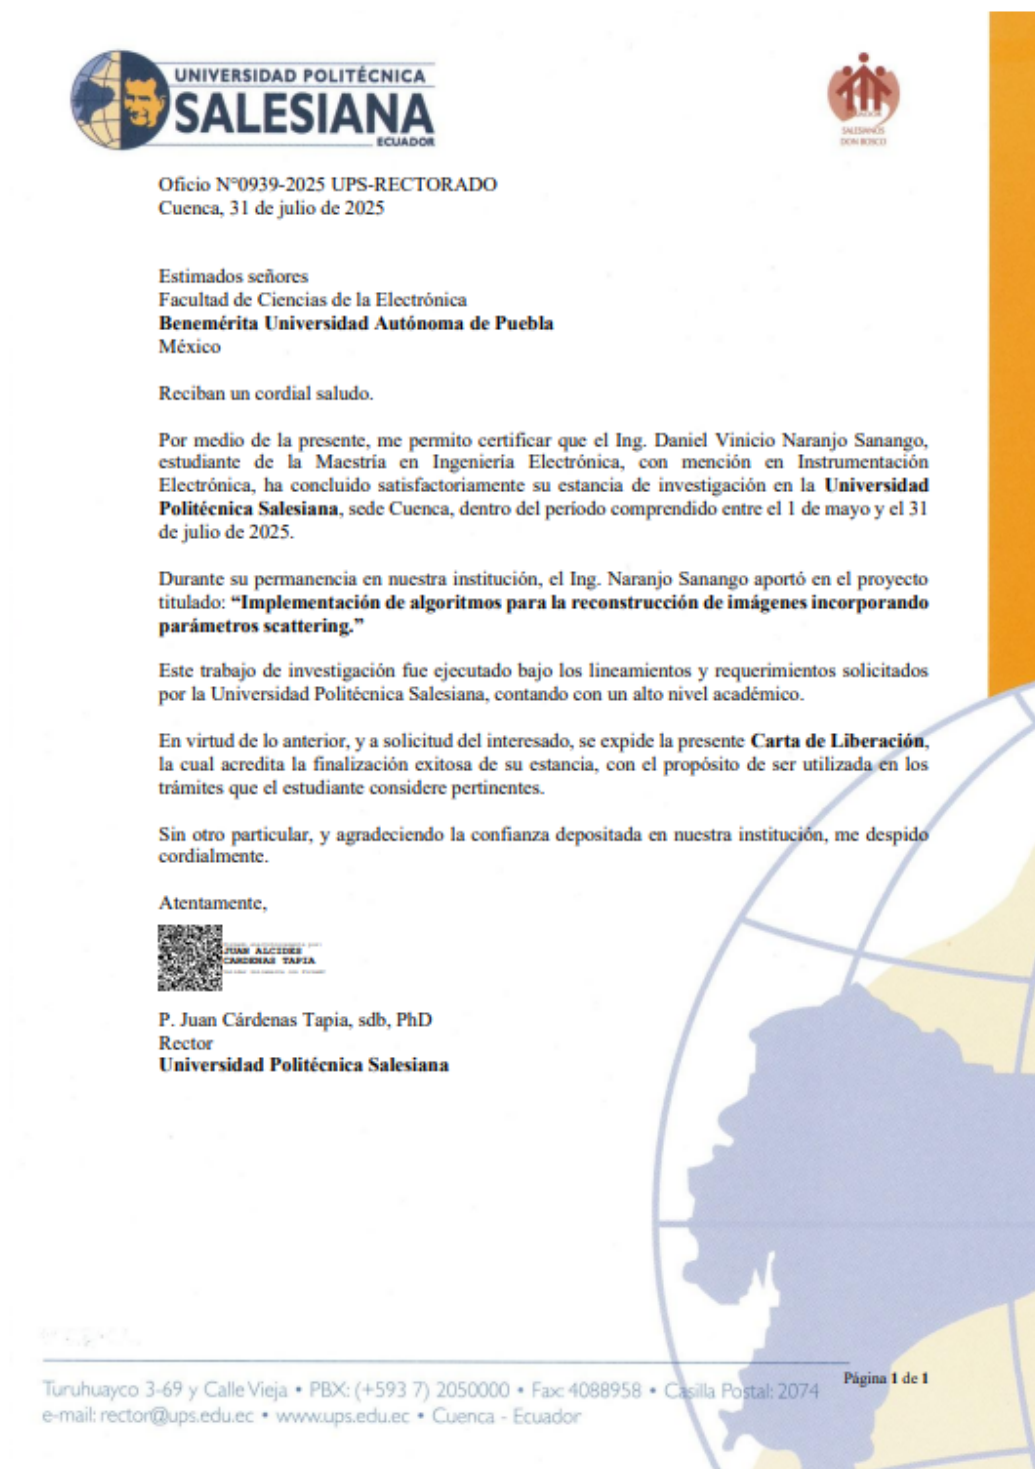 UNIVERSIDAD POLITÉCNICA
SALESIANA
ECUADOR
SALESIANOS
DON BOSCO
Oficio N°0939-2025 UPS-RECTORADO
Cuenca, 31 de julio de 2025
Estimados señores
Facultad de Ciencias de la Electrónica
Benemérita Universidad Autónoma de Puebla
México
Reciban un cordial saludo.
Por medio de la presente, me permito certificar que el Ing. Daniel Vinicio Naranjo Sanango,
estudiante de la Maestría en Ingeniería Electrónica, con mención en Instrumentación
Electrónica, ha concluido satisfactoriamente su estancia de investigación en la Universidad
Politécnica Salesiana, sede Cuenca, dentro del período comprendido entre el 1 de mayo y el 31
de julio de 2025.
Durante su permanencia en nuestra institución, el Ing. Naranjo Sanango aportó en el proyecto
titulado: “Implementación de algoritmos para la reconstrucción de imágenes incorporando
parámetros scattering.”
Este trabajo de investigación fue ejecutado bajo los lineamientos y requerimientos solicitados
por la Universidad Politécnica Salesiana, contando con un alto nivel académico.
En virtud de lo anterior, y a solicitud del interesado, se expide la presente Carta de Liberación,
la cual acredita la finalización exitosa de su estancia, con el propósito de ser utilizada en los
trámites que el estudiante considere pertinentes.
Sin otro particular, y agradeciendo la confianza depositada en nuestra institución, me despido
cordialmente.
Atentamente,
JUAN ALCIDES
CARDENAS TAPIA
P. Juan Cárdenas Tapia, sdb, PhD
Rector
Universidad Politécnica Salesiana
Página 1 de 1
Turuhuayco 3-69 y Calle Vieja • PBX: (+593 7) 2050000 • Fax: 4088958 • Casilla Postal: 2074
e-mail: rector@ups.edu.ec • www.ups.edu.ec • Cuenca - Ecuador